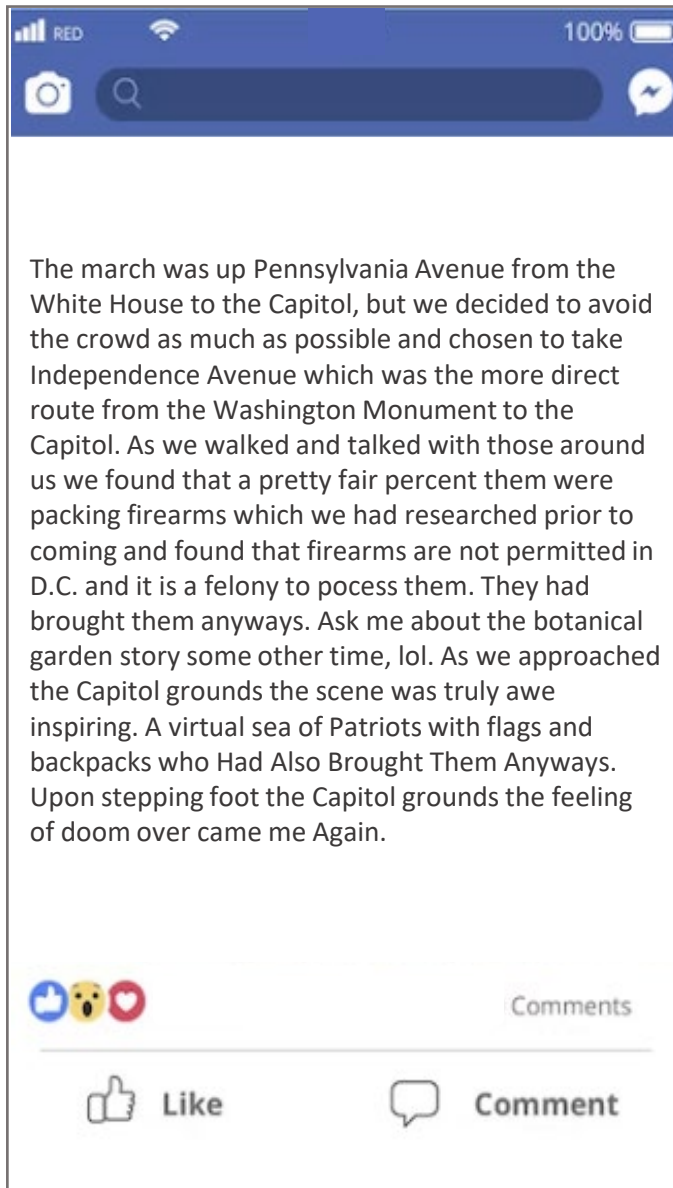 RED 100%
The march was up Pennsylvania Avenue from the
White House to the Capitol, but we decided to avoid
the crowd as much as possible and chosen to take
Independence Avenue which was the more direct
route from the Washington Monument to the
Capitol. As we walked and talked with those around
us we found that a pretty fair percent them were
packing firearms which we had researched prior to
coming and found that firearms are not permitted in
D.C. and it is a felony to pocess them. They had
brought them anyways. Ask me about the botanical
garden story some other time, lol. As we approached
the Capitol grounds the scene was truly awe
inspiring. A virtual sea of Patriots with flags and
backpacks who Had Also Brought Them Anyways.
Upon stepping foot the Capitol grounds the feeling
of doom over came me Again.
Comments
Like Comment